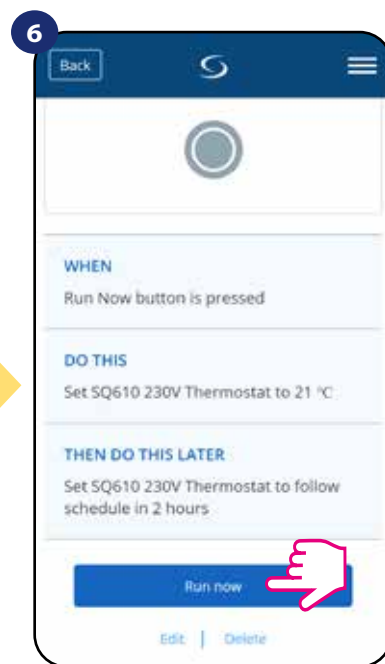 6
Back
WHEN
Run Now button is pressed
DO THIS
Set SQ610 230V Thermostat to 21 °C
THEN DO THIS LATER
Set SQ610 230V Thermostat to follow
schedule in 2 hours
Run now
Edit | Delete